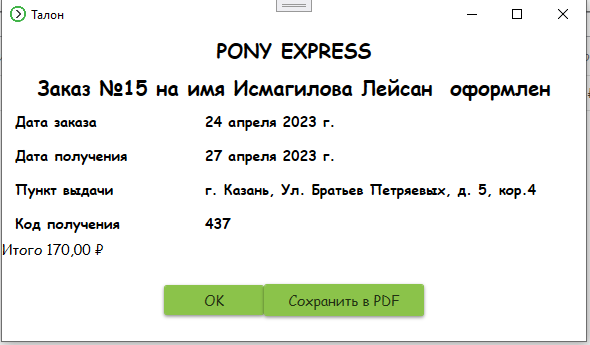 Талон
PONY EXPRESS
Заказ №15 на имя Исмагилова Лейсан оформлен
Дата заказа 24 апреля 2023 г.
Дата получения 27 апреля 2023 г.
Пункт выдачи г. Казань, Ул. Братьев Петряевых, д. 5, кор.4
Код получения 437
Итого 170,00 ₽
OK Сохранить в PDF